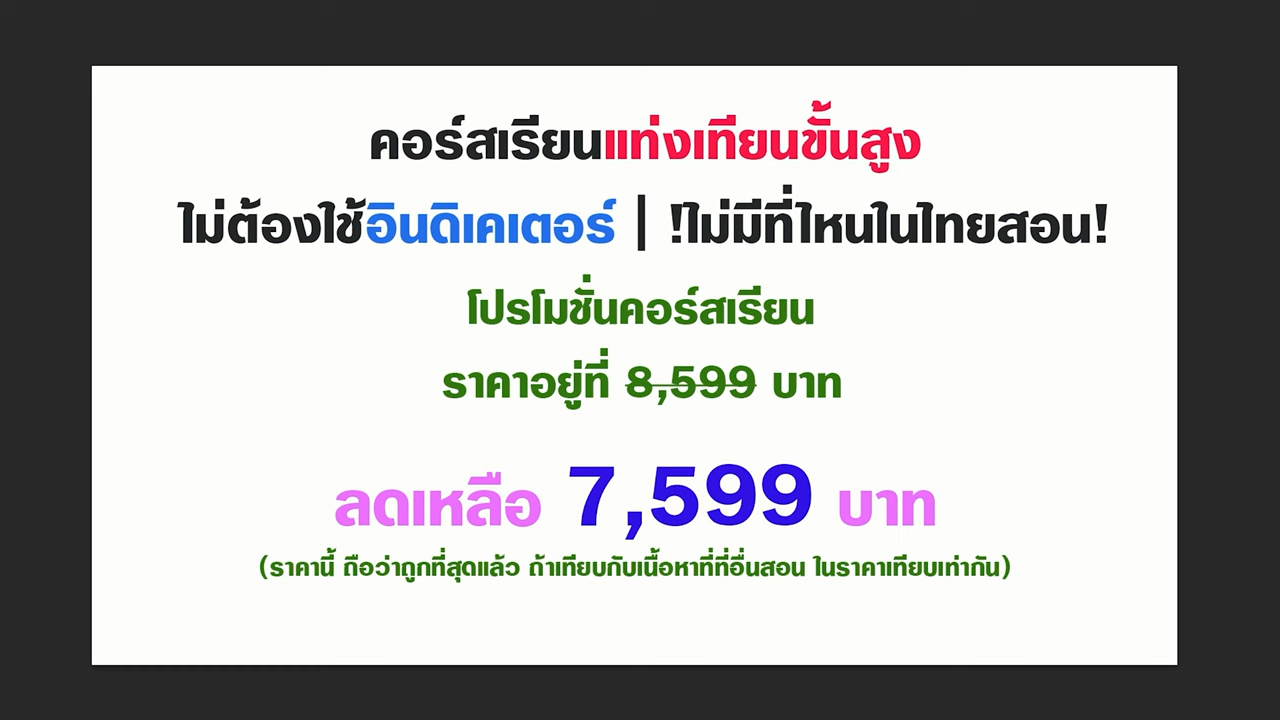 คอร์สเรียนแท่งเทียนขั้นสูง
ไม่ต้องใช้อินดิเคเตอร์ | !ไม่มีที่ไหนในไทยสอน!
โปรโมชั่นคอร์สเรียน
ราคาอยู่ที่ 8,599 บาท
ลดเหลือ 7,599 บาท
(ราคานี้ ถือว่าถูกที่สุดแล้ว ถ้าเทียบกับเนื้อหาที่ที่อื่นสอน ในราคาเทียบเท่ากัน)